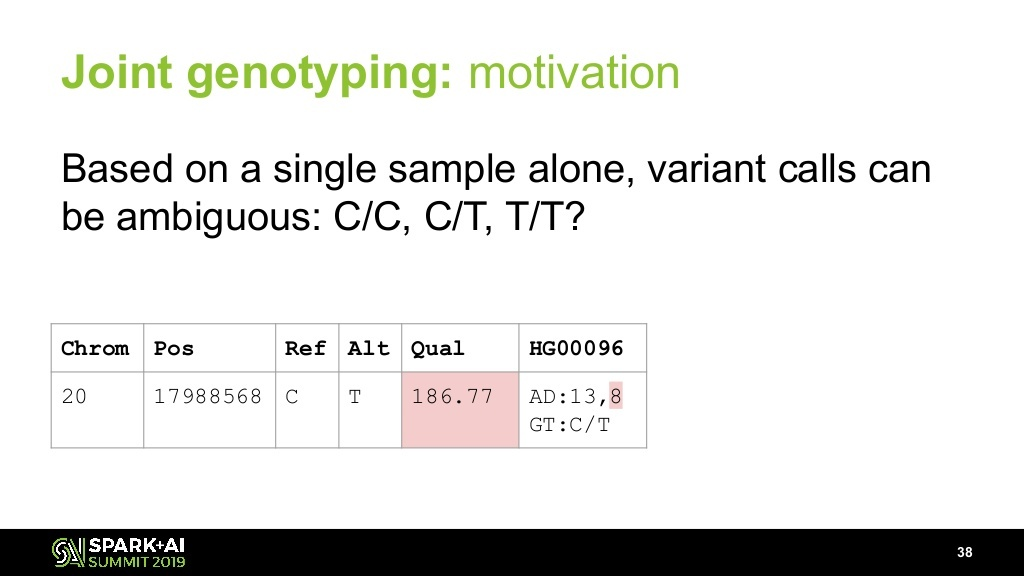 Joint genotyping: motivation
Based on a single sample alone, variant calls can
be ambiguous: C/C, C/T, T/T?
Chrom Pos Ref Alt Qual HG00096
20 17988568 C T 186.77 AD:13,8
GT:C/T
SPARK+AI
SUMMIT 2019
38